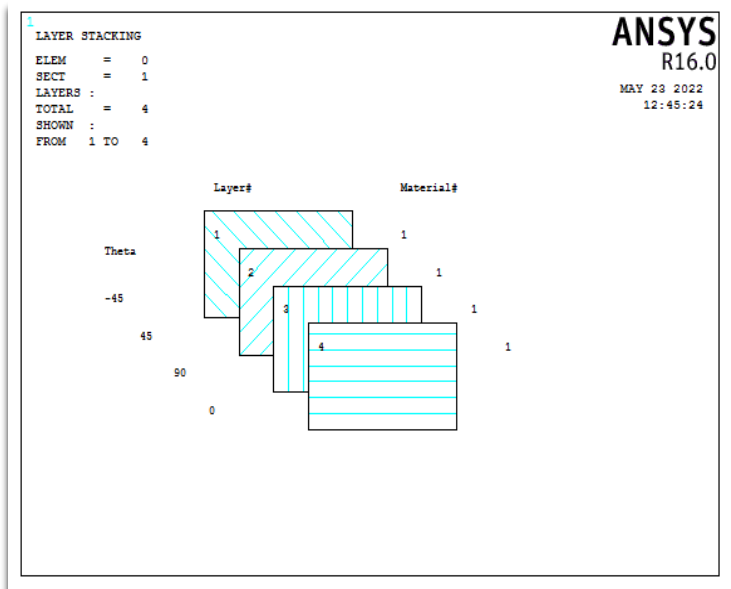 1
LAYER STACKING
ELEM = 0
SECT = 1
LAYERS :
TOTAL = 4
SHOWN :
FROM 1 TO 4
ANSYS
R16.0
MAY 23 2022
12:45:24
Layer# Material#
1 1
Theta
2 1
-45
3 1
45
4 1
90
0